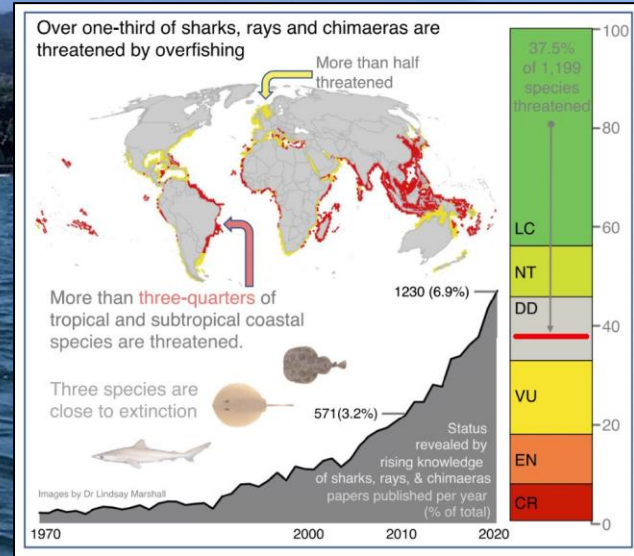 Over one-third of sharks, rays and chimaeras are
threatened by overfishing
More than half
threatened
More than three-quarters of
tropical and subtropical coastal
species are threatened.
Three species are
close to extinction
Images by Dr Lindsay Marshall
1230 (6.9%)
571(3.2%)
Status
revealed by
rising knowledge
of sharks, rays, & chimaeras
papers published per year
(% of total)
1970
2000
2010
2020
37.5%
of 1,199
species
threatened
LC
NT
DD
VU
EN
CR
100
80
60
40
20
0